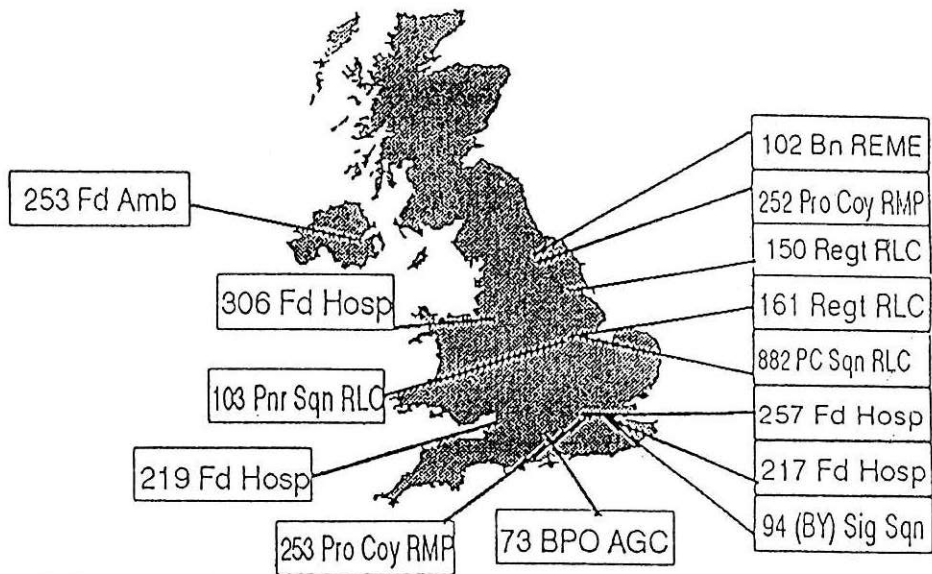 102 Bn REME
252 Pro Coy RMP
253 Fd Amb
150 Regt RLC
306 Fd Hosp
161 Regt RLC
882 PC Sqn RLC
103 Pnr Sqn RLC
257 Fd Hosp
219 Fd Hosp
217 Fd Hosp
94 (BY) Sig Sqn
253 Pro Coy RMP
73 BPO AGC